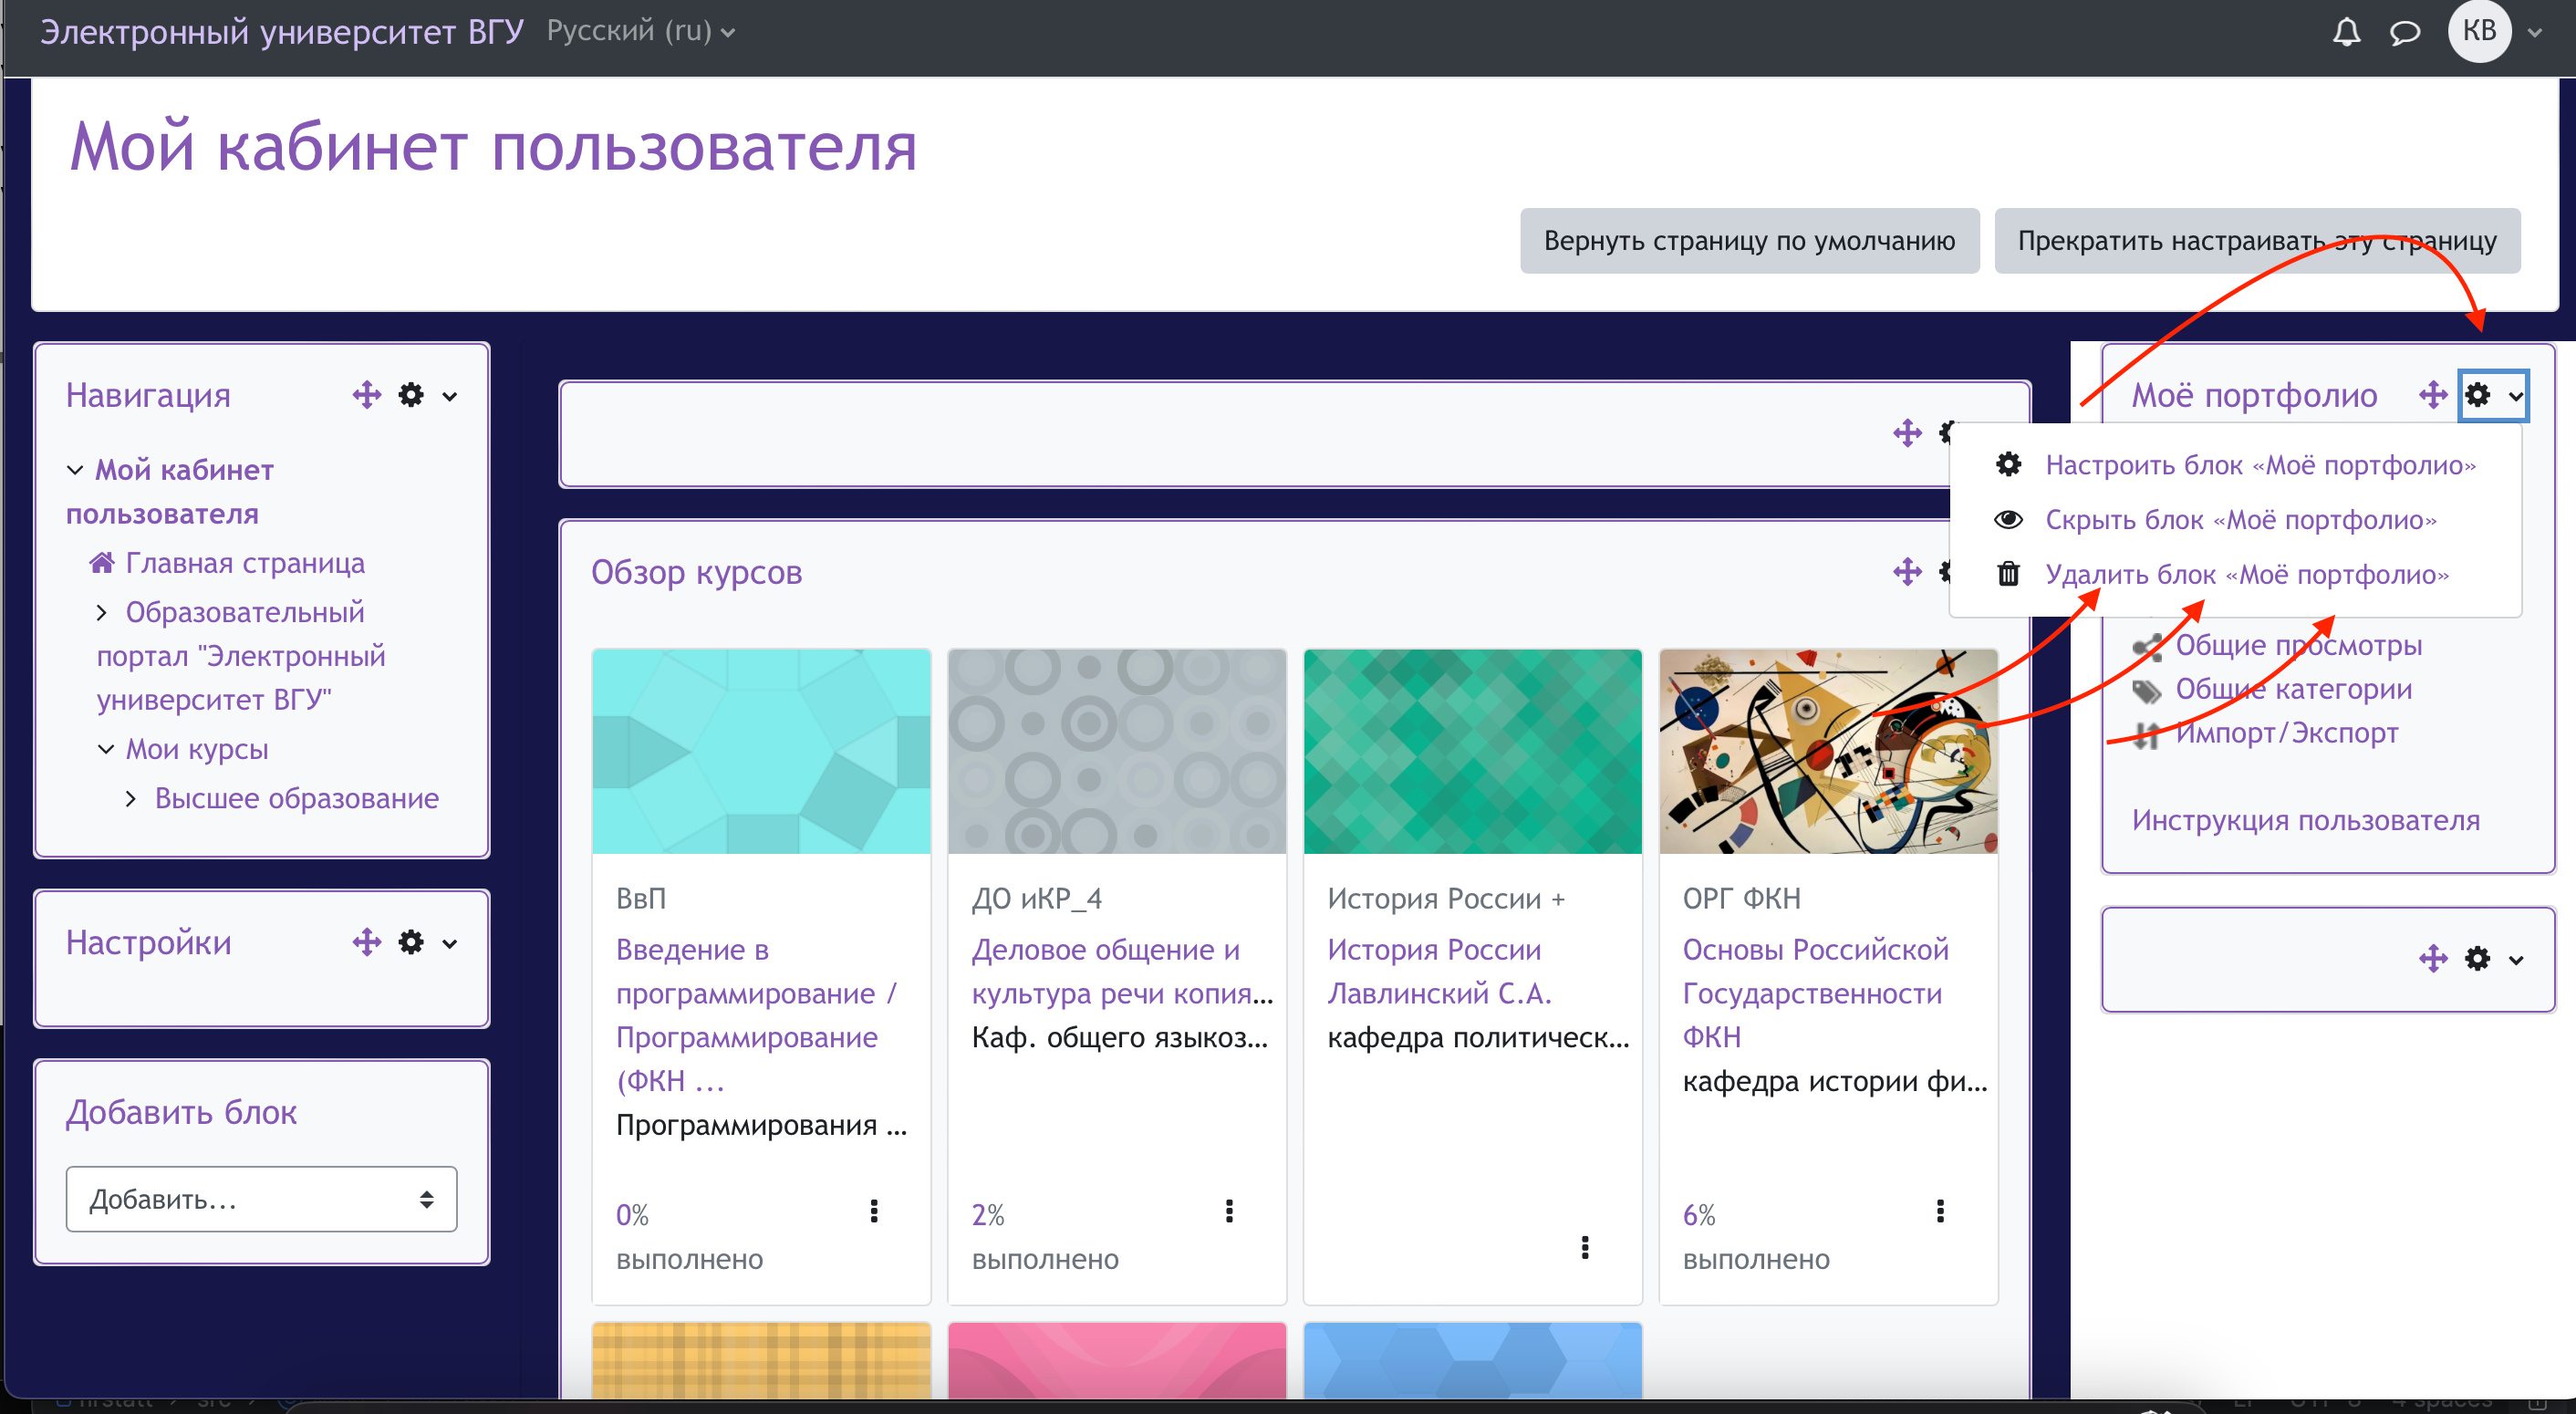 Электронный университет ВГУ Русский (ru)
КВ
Мой кабинет пользователя
Вернуть страницу по умолчанию
Прекратить настраивать эту страницу
Навигация
Мой кабинет
пользователя
Главная страница
Образовательный
портал "Электронный
университет ВГУ"
Мои курсы
Высшее образование
Настройки
Добавить блок
Добавить...
Обзор курсов
ВвП
Введение в
программирование /
Программирование
(ФКН ...
Программирования ...
0%
выполнено
ДО иКР_4
Деловое общение и
культура речи копия...
Каф. общего языкоз...
2%
выполнено
История России +
История России
Лавлинский С.А.
кафедра политическ...
ОРГ ФКН
Основы Российской
Государственности
ФКН
кафедра истории фи...
6%
выполнено
Моё портфолио
Настроить блок «Моё портфолио»
Скрыть блок «Моё портфолио»
Удалить блок «Моё портфолио»
Общие просмотры
Общие категории
Импорт/Экспорт
Инструкция пользователя